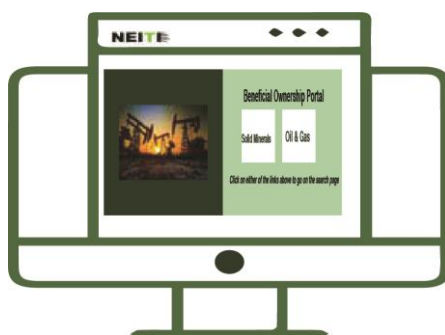 NEITI
Beneficial Ownership Portal
Solid Minerals
Oil & Gas
Click on either of the links above to go on the search page